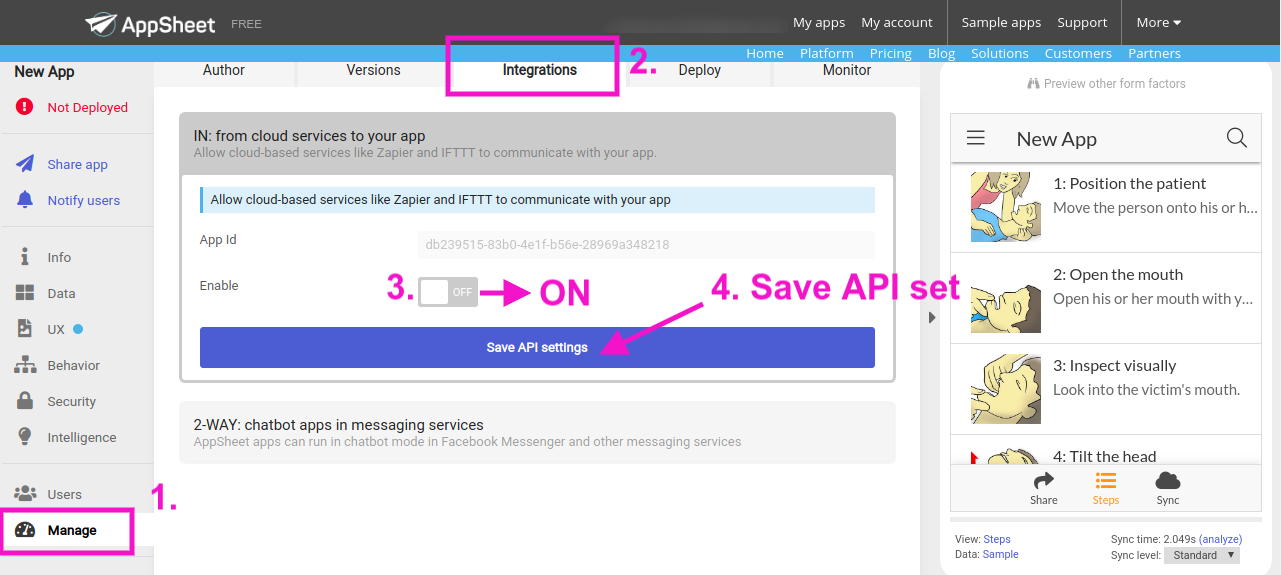 AppSheet FREE
My apps My account Sample apps Support More
Home Platform Pricing Blog Solutions Customers Partners
New App
Not Deployed
Share app
Notify users
Info
Data
UX
Behavior
Security
Intelligence
Users
1.
Manage
Author Versions Integrations 2. Deploy Monitor
IN: from cloud services to your app
Allow cloud-based services like Zapier and IFTTT to communicate with your app.
Allow cloud-based services like Zapier and IFTTT to communicate with your app
App Id db239515-83b0-4e1f-b56e-28969a348218
Enable 3. OFF ON 4. Save API set
Save API settings
2-WAY: chatbot apps in messaging services
AppSheet apps can run in chatbot mode in Facebook Messenger and other messaging services
Preview other form factors
New App
1: Position the patient
Move the person onto his or h...
2: Open the mouth
Open his or her mouth with y...
3: Inspect visually
Look into the victim's mouth.
4: Tilt the head
Share Steps Sync
View: Steps Sync time: 2.049s (analyze)
Data: Sample Sync level: Standard